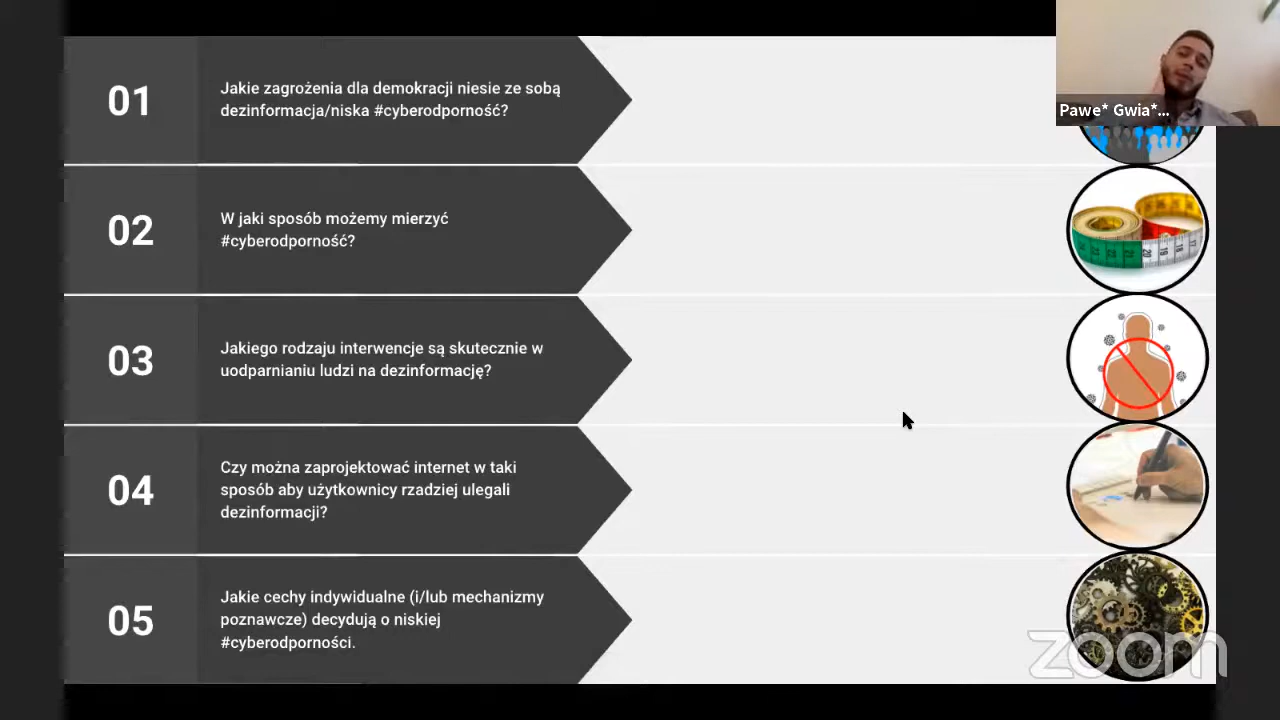 01
Jakie zagrożenia dla demokracji niesie ze sobą
dezinformacja/niska #cyberodporność?
Pawe* Gwia*...
02
W jaki sposób możemy mierzyć
#cyberodporność?
03
Jakiego rodzaju interwencje są skutecznie w
uodparnianiu ludzi na dezinformację?
04
Czy można zaprojektować internet w taki
sposób aby użytkownicy rzadziej ulegali
dezinformacji?
05
Jakie cechy indywidualne (i/lub mechanizmy
poznawcze) decydują o niskiej
#cyberodporności.
zoom